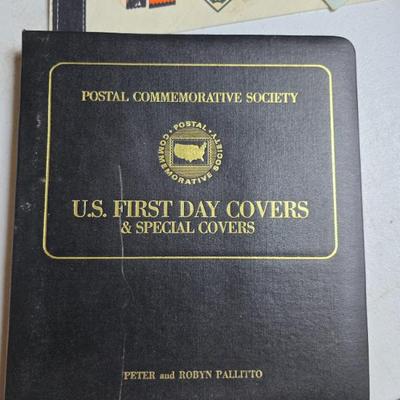 POSTAL COMMEMORATIVE SOCIETY
POSTAL
COMMEMORATIVE SOCIETY
U.S. FIRST DAY COVERS
& SPECIAL COVERS
PETER and ROBYN PALLITTO